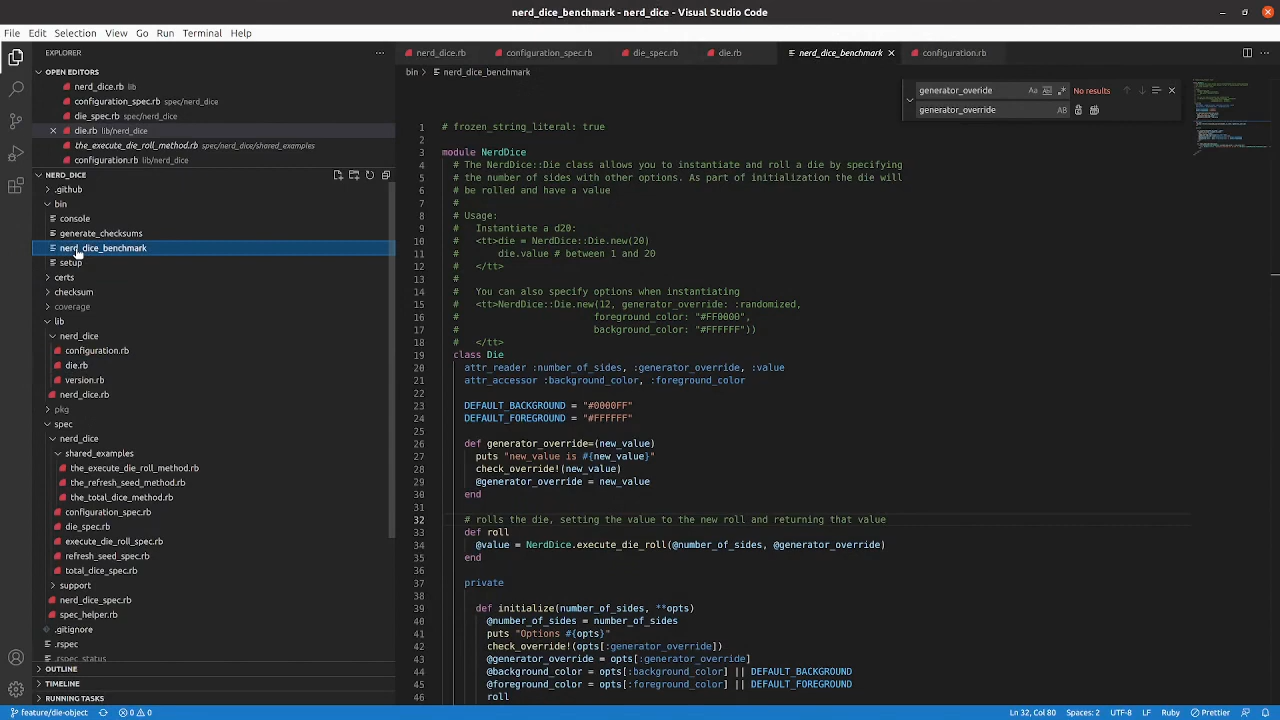 nerd_dice_benchmark - nerd_dice - Visual Studio Code
File Edit Selection View Go Run Terminal Help
EXPLORER
OPEN EDITORS
nerd_dice.rb lib
configuration_spec.rb spec/nerd_dice
die_spec.rb spec/nerd_dice
die.rb lib/nerd_dice
the_execute_die_roll_method.rb spec/nerd_dice/shared_examples
configuration.rb lib/nerd_dice
NERD_DICE
.github
bin
console
generate_checksums
nerd_dice_benchmark
setup
certs
checksum
coverage
lib
nerd_dice
configuration.rb
die.rb
version.rb
nerd_dice.rb
pkg
spec
nerd_dice
shared_examples
the_execute_die_roll_method.rb
the_refresh_seed_method.rb
the_total_dice_method.rb
configuration_spec.rb
die_spec.rb
execute_die_roll_spec.rb
refresh_seed_spec.rb
total_dice_spec.rb
support
nerd_dice_spec.rb
spec_helper.rb
.gitignore
.rspec
.rspec_status
OUTLINE
TIMELINE
RUNNING TASKS
nerd_dice.rb configuration_spec.rb die_spec.rb die.rb nerd_dice_benchmark configuration.rb
bin > nerd_dice_benchmark
generator_overide Aa Ab .* No results
generator_override AB
1 # frozen_string_literal: true
2
3 module NerdDice
4 # The NerdDice::Die class allows you to instantiate and roll a die by specifying
5 # the number of sides with other options. As part of initialization the die will
6 # be rolled and have a value
7 #
8 # Usage:
9 # Instantiate a d20:
10 # <tt>die = NerdDice::Die.new(20)
11 # die.value # between 1 and 20
12 # </tt>
13 #
14 # You can also specify options when instantiating
15 # <tt>NerdDice::Die.new(12, generator_override: :randomized,
16 # foreground_color: "#FF0000",
17 # background_color: "#FFFFFF"))
18 # </tt>
19 class Die
20 attr_reader :number_of_sides, :generator_override, :value
21 attr_accessor :background_color, :foreground_color
22
23 DEFAULT_BACKGROUND = "#0000FF"
24 DEFAULT_FOREGROUND = "#FFFFFF"
25
26 def generator_override=(new_value)
27 puts "new_value is #{new_value}"
28 check_override!(new_value)
29 @generator_override = new_value
30 end
31
32 # rolls the die, setting the value to the new roll and returning that value
33 def roll
34 @value = NerdDice.execute_die_roll(@number_of_sides, @generator_override)
35 end
36
37 private
38
39 def initialize(number_of_sides, **opts)
40 @number_of_sides = number_of_sides
41 puts "Options #{opts}"
42 check_override!(opts[:generator_override])
43 @generator_override = opts[:generator_override]
44 @background_color = opts[:background_color] || DEFAULT_BACKGROUND
45 @foreground_color = opts[:foreground_color] || DEFAULT_FOREGROUND
46 roll
feature/die-object 0 0 Ln 32, Col 80 Spaces: 2 UTF-8 LF Ruby Prettier